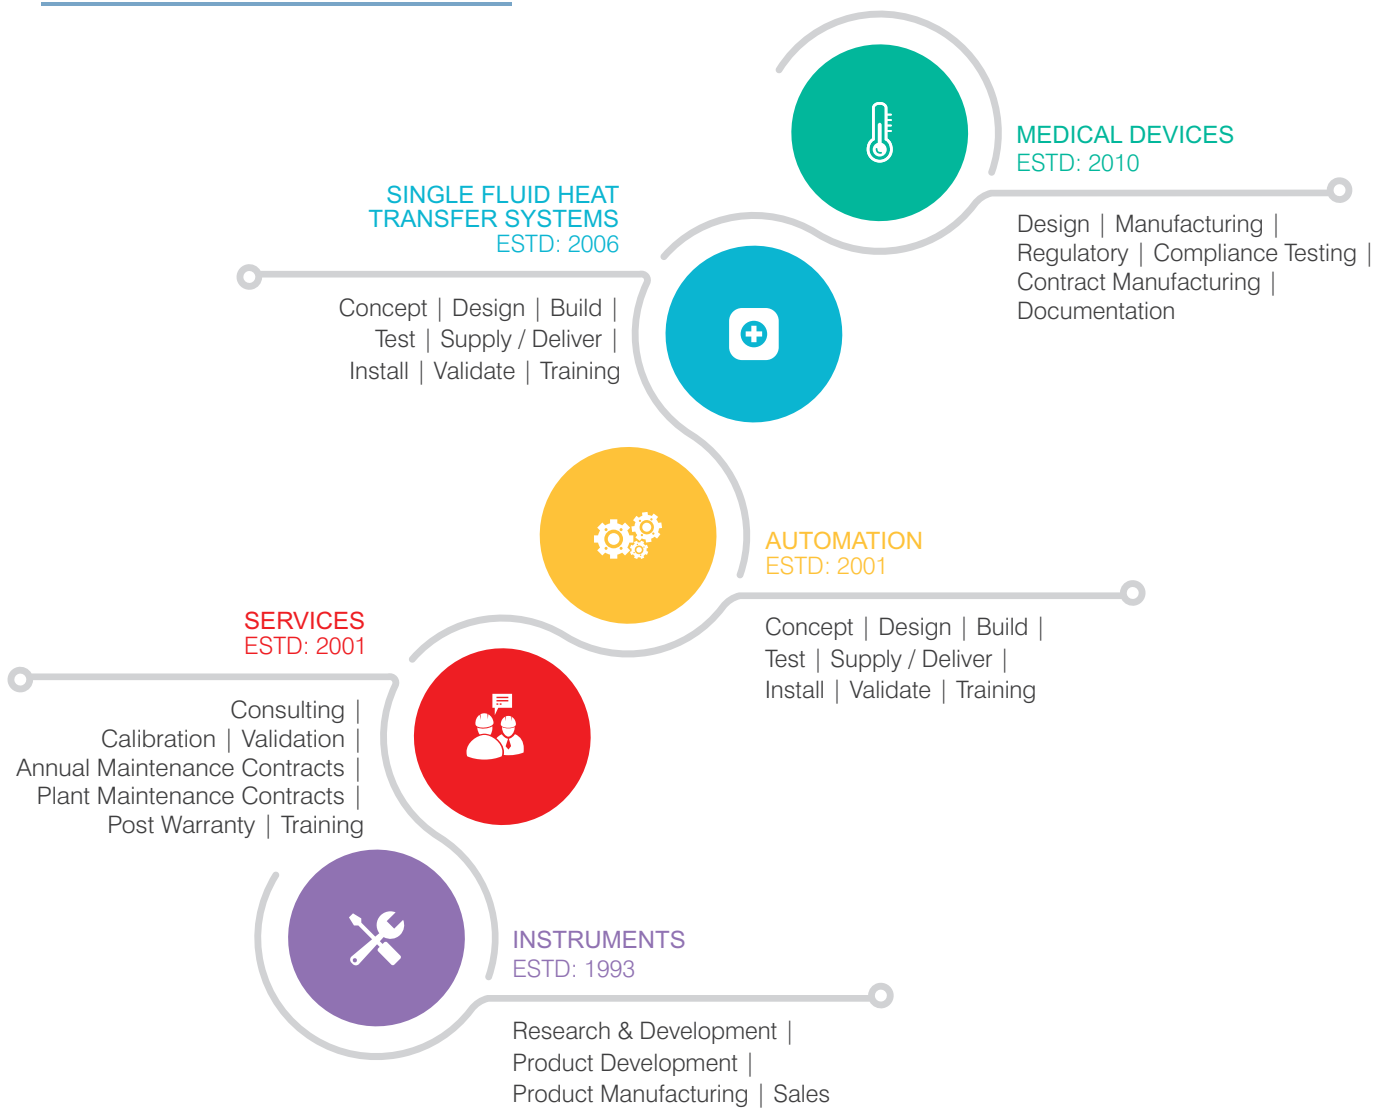 MEDICAL DEVICES
ESTD: 2010
Design | Manufacturing |
Regulatory | Compliance Testing |
Contract Manufacturing |
Documentation
SINGLE FLUID HEAT
TRANSFER SYSTEMS
ESTD: 2006
Concept | Design | Build |
Test | Supply / Deliver |
Install | Validate | Training
AUTOMATION
ESTD: 2001
Concept | Design | Build |
Test | Supply / Deliver |
Install | Validate | Training
SERVICES
ESTD: 2001
Consulting |
Calibration | Validation |
Annual Maintenance Contracts |
Plant Maintenance Contracts |
Post Warranty | Training
INSTRUMENTS
ESTD: 1993
Research & Development |
Product Development |
Product Manufacturing | Sales